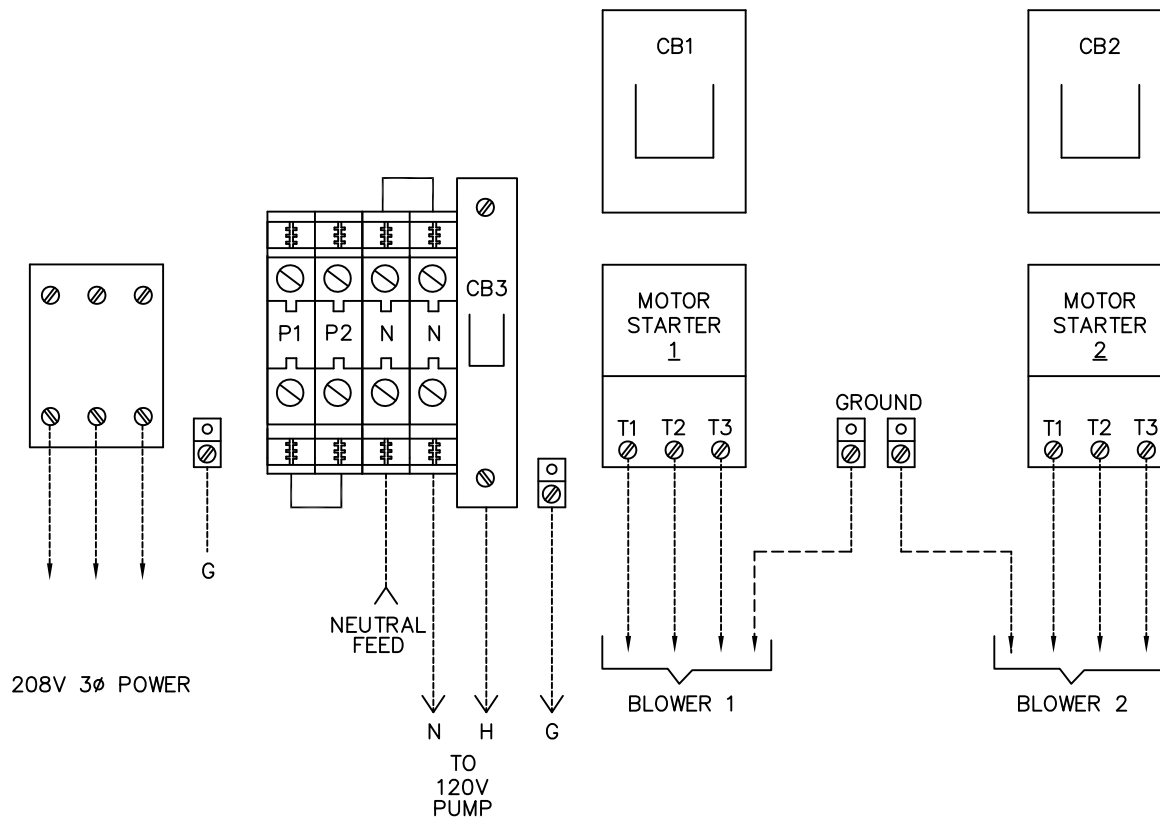 CB1
CB2
CB3
P1
P2
N
N
MOTOR
STARTER
1
MOTOR
STARTER
2
GROUND
T1
T2
T3
T1
T2
T3
G
NEUTRAL
FEED
208V 3ø POWER
BLOWER 1
BLOWER 2
N
H
G
TO
120V
PUMP